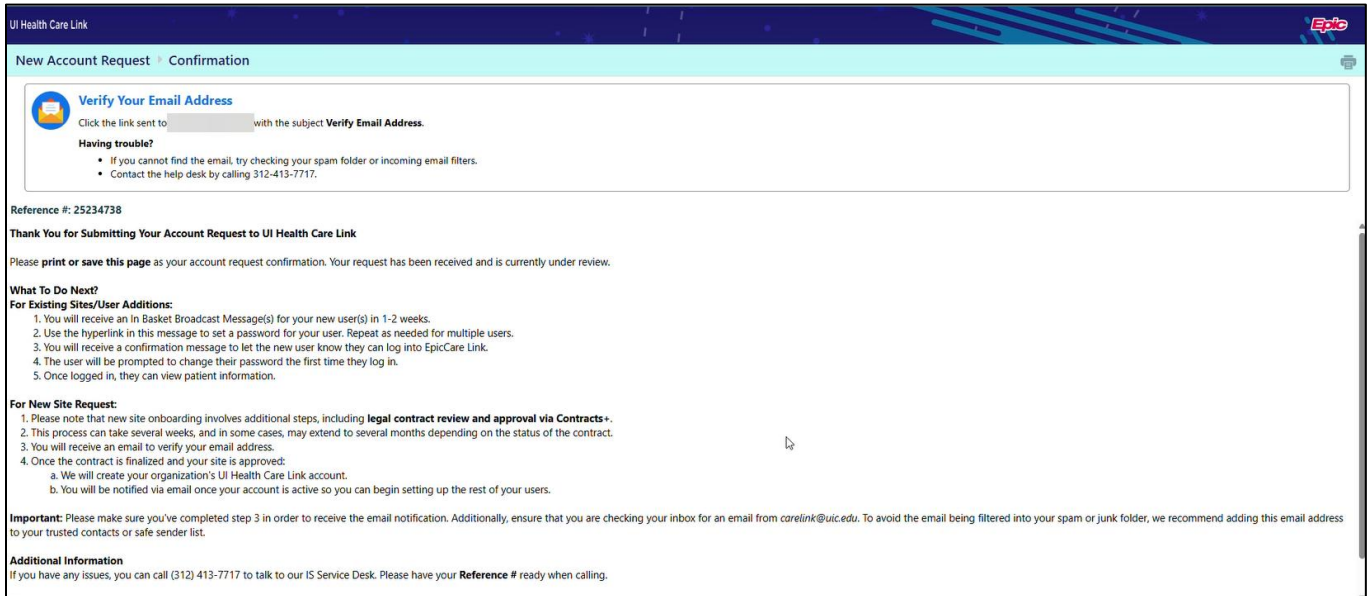 UI Health Care Link
Epic
New Account Request Confirmation
Verify Your Email Address
Click the link sent to with the subject Verify Email Address.
Having trouble?
• If you cannot find the email, try checking your spam folder or incoming email filters.
• Contact the help desk by calling 312-413-7717.
Reference #: 25234738
Thank You for Submitting Your Account Request to UI Health Care Link
Please print or save this page as your account request confirmation. Your request has been received and is currently under review.
What To Do Next?
For Existing Sites/User Additions:
1. You will receive an In Basket Broadcast Message(s) for your new user(s) in 1-2 weeks.
2. Use the hyperlink in this message to set a password for your user. Repeat as needed for multiple users.
3. You will receive a confirmation message to let the new user know they can log into EpicCare Link.
4. The user will be prompted to change their password the first time they log in.
5. Once logged in, they can view patient information.
For New Site Request:
1. Please note that new site onboarding involves additional steps, including legal contract review and approval via Contracts+.
2. This process can take several weeks, and in some cases, may extend to several months depending on the status of the contract.
3. You will receive an email to verify your email address.
4. Once the contract is finalized and your site is approved:
a. We will create your organization's UI Health Care Link account.
b. You will be notified via email once your account is active so you can begin setting up the rest of your users.
Important: Please make sure you've completed step 3 in order to receive the email notification. Additionally, ensure that you are checking your inbox for an email from carelink@uic.edu. To avoid the email being filtered into your spam or junk folder, we recommend adding this email address
to your trusted contacts or safe sender list.
Additional Information
If you have any issues, you can call (312) 413-7717 to talk to our IS Service Desk. Please have your Reference # ready when calling.